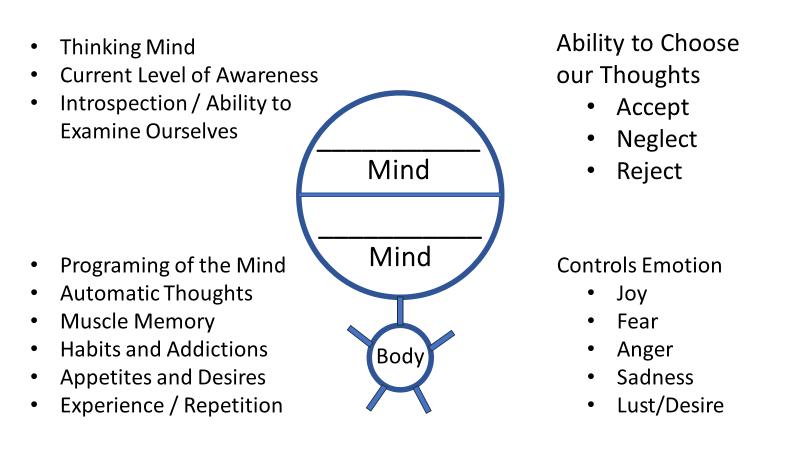 • Thinking Mind
• Current Level of Awareness
• Introspection / Ability to
Examine Ourselves
Ability to Choose
our Thoughts
• Accept
• Neglect
• Reject
_____________ Mind
_____________ Mind
• Programing of the Mind
• Automatic Thoughts
• Muscle Memory
• Habits and Addictions
• Appetites and Desires
• Experience / Repetition
Body
Controls Emotion
• Joy
• Fear
• Anger
• Sadness
• Lust/Desire